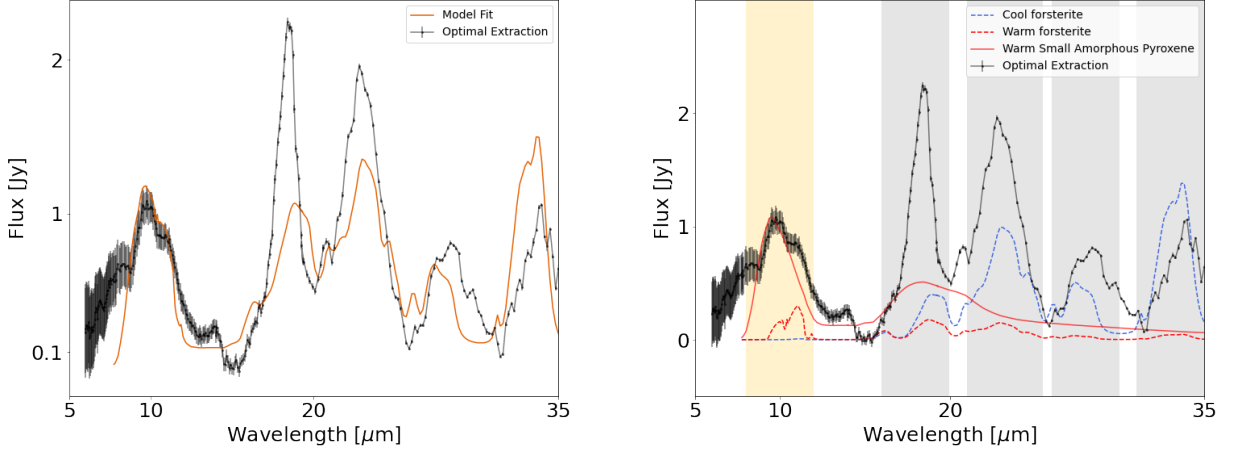 Model Fit
Optimal Extraction
2
1
0.1
Flux [Jy]
5
10
20
35
Wavelength [μm]
Cool forsterite
Warm forsterite
Warm Small Amorphous Pyroxene
Optimal Extraction
2
1
0
Flux [Jy]
5
10
20
35
Wavelength [μm]